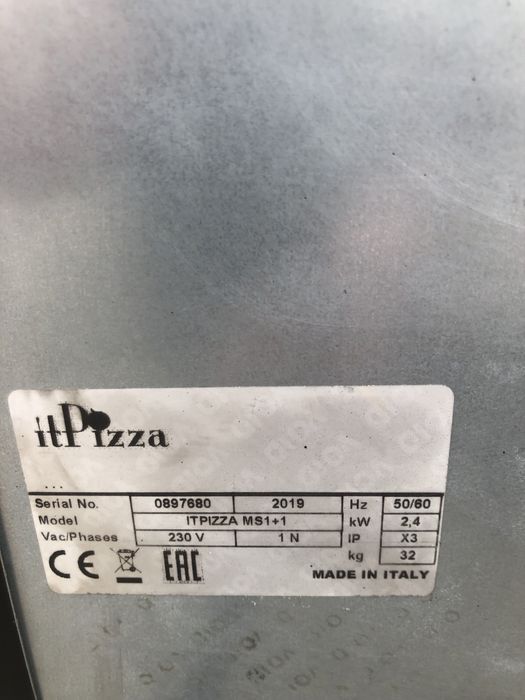 itPizza
...
Serial No. 0897680 2019 Hz 50/60
Model ITPIZZA MS1+1 kW 2,4
Vac/Phases 230 V 1 N IP X3
kg 32
CE EAC MADE IN ITALY